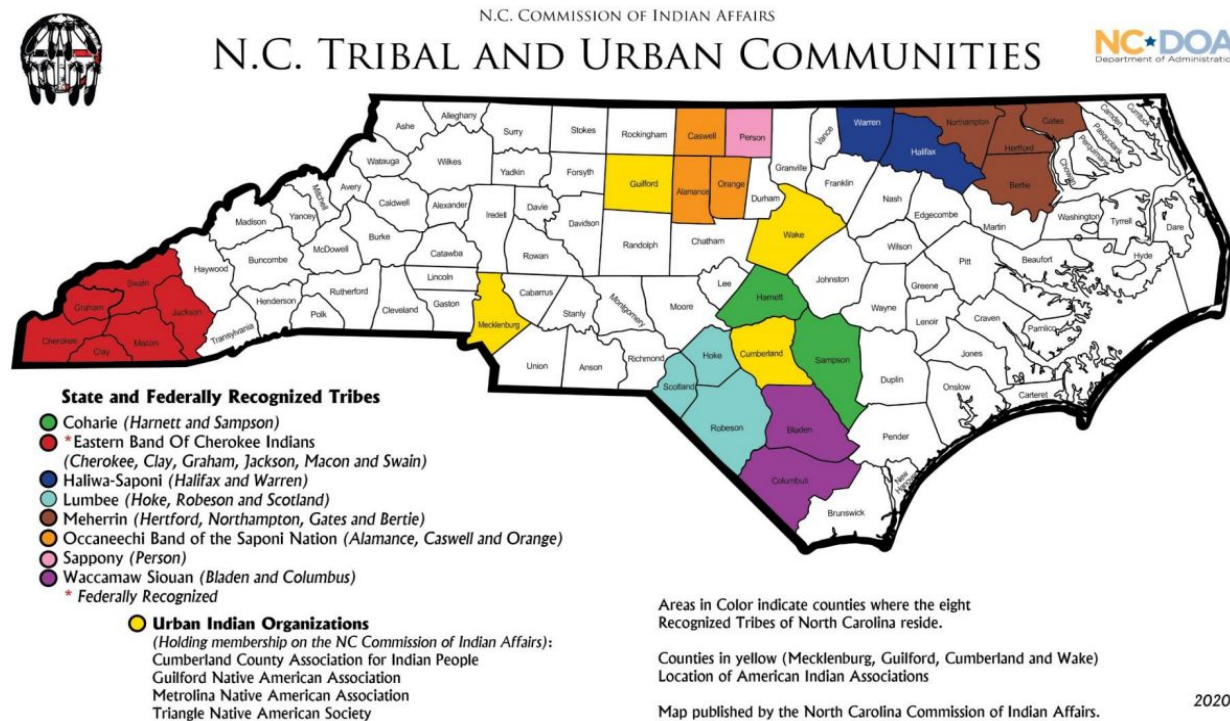 N.C. Commission of Indian Affairs
N.C. Tribal and Urban Communities
NC DOA
Department of Administratio
Ashe
Alleghany
Surry
Stokes
Rockingham
Caswell
Person
Vance
Warren
Northampton
Gates
Camden
Currituck
Pasquotank
Perquimans
Watauga
Wilkes
Yadkin
Forsyth
Guilford
Alamance
Orange
Durham
Granville
Franklin
Halifax
Hertford
Bertie
Chowan
Mitchell
Avery
Caldwell
Alexander
Iredell
Davie
Davidson
Randolph
Chatham
Wake
Nash
Edgecombe
Martin
Washington
Tyrrell
Dare
Madison
Yancey
McDowell
Burke
Catawba
Rowan
Wilson
Pitt
Beaufort
Hyde
Haywood
Buncombe
Rutherford
Lincoln
Cleveland
Gaston
Cabarrus
Stanly
Montgomery
Moore
Lee
Harnett
Johnston
Wayne
Greene
Lenoir
Craven
Pamlico
Swain
Graham
Jackson
Cherokee
Clay
Macon
Transylvania
Henderson
Polk
Mecklenburg
Union
Anson
Richmond
Hoke
Scotland
Cumberland
Sampson
Duplin
Jones
Onslow
Carteret
Robeson
Bladen
Pender
Columbus
Brunswick
New Hanover
State and Federally Recognized Tribes
Coharie (Harnett and Sampson)
* Eastern Band Of Cherokee Indians
(Cherokee, Clay, Graham, Jackson, Macon and Swain)
Haliwa-Saponi (Halifax and Warren)
Lumbee (Hoke, Robeson and Scotland)
Meherrin (Hertford, Northampton, Gates and Bertie)
Occaneechi Band of the Saponi Nation (Alamance, Caswell and Orange)
Sappony (Person)
Waccamaw Siouan (Bladen and Columbus)
* Federally Recognized
Urban Indian Organizations
(Holding membership on the NC Commission of Indian Affairs):
Cumberland County Association for Indian People
Guilford Native American Association
Metrolina Native American Association
Triangle Native American Society
Areas in Color indicate counties where the eight
Recognized Tribes of North Carolina reside.
Counties in yellow (Mecklenburg, Guilford, Cumberland and Wake)
Location of American Indian Associations
Map published by the North Carolina Commission of Indian Affairs.
2020